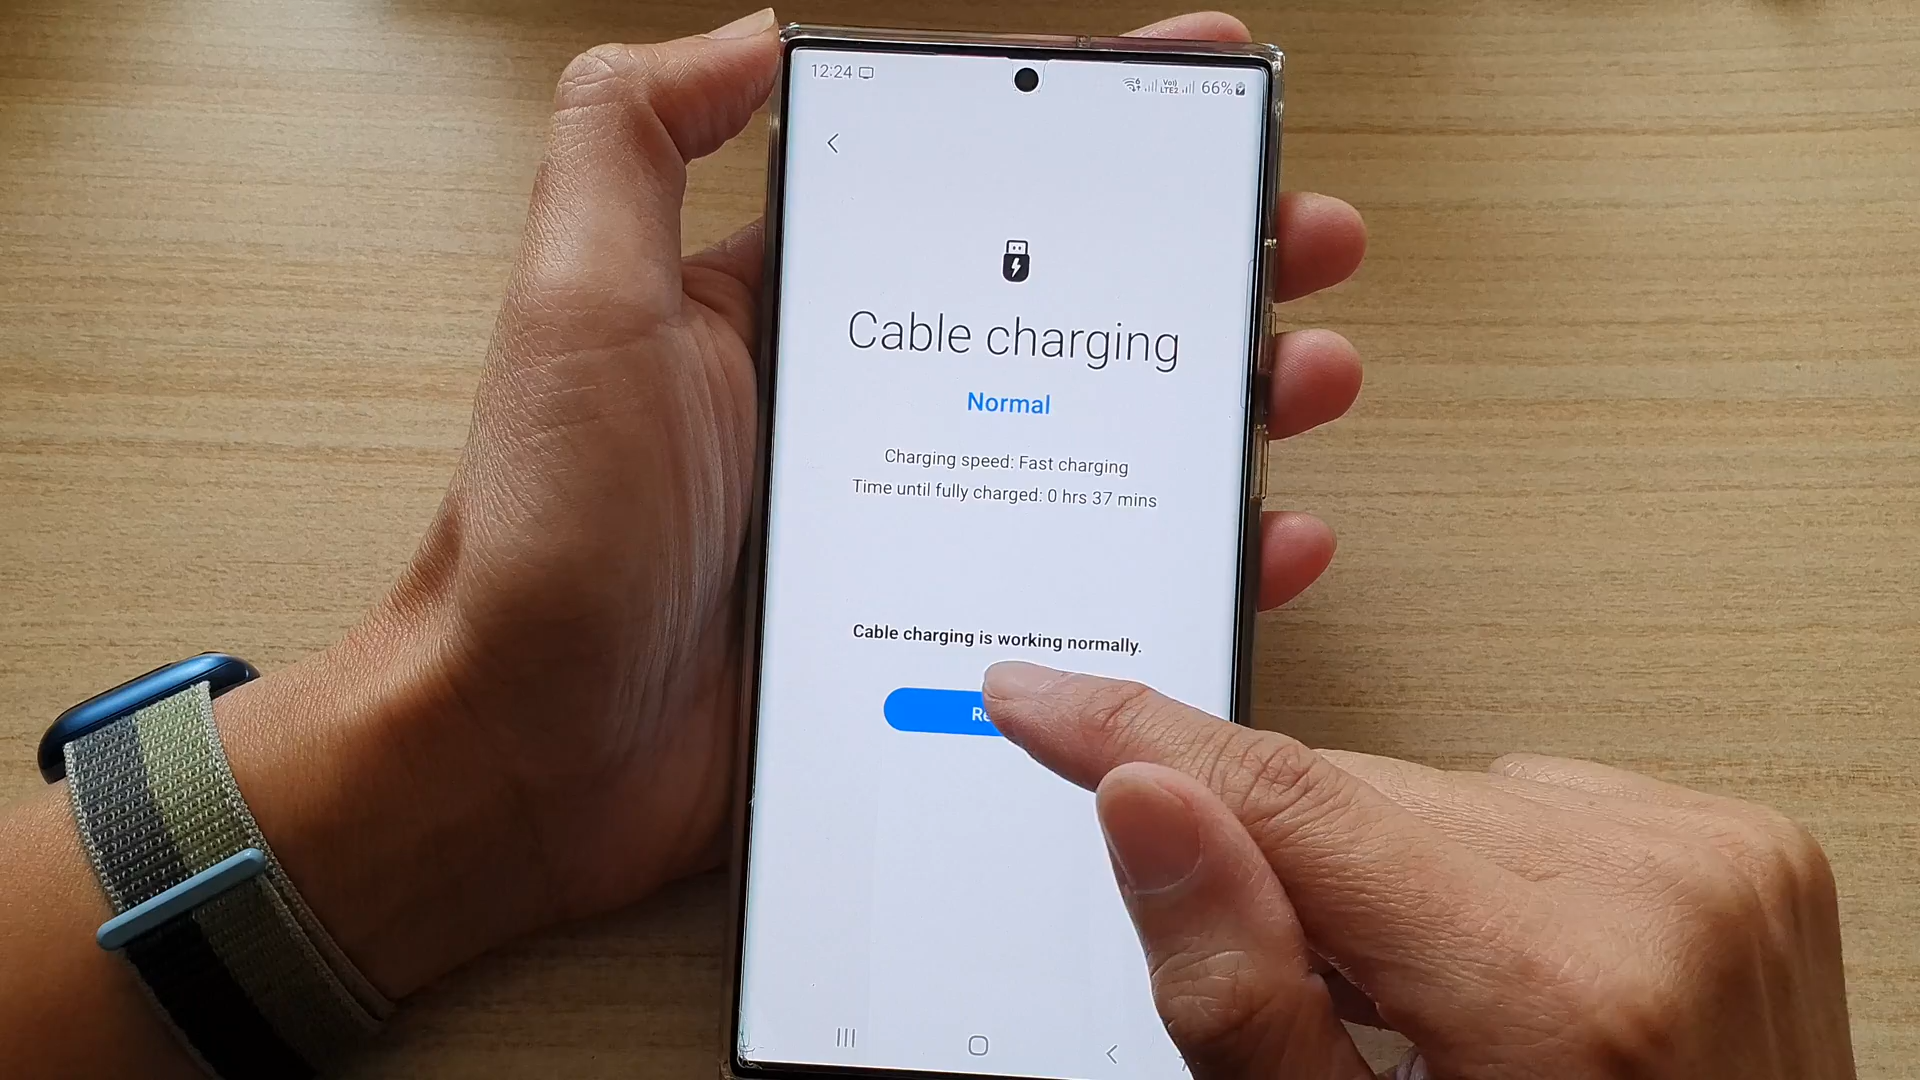 12:24
66%
Cable charging
Normal
Charging speed: Fast charging
Time until fully charged: 0 hrs 37 mins
Cable charging is working normally.